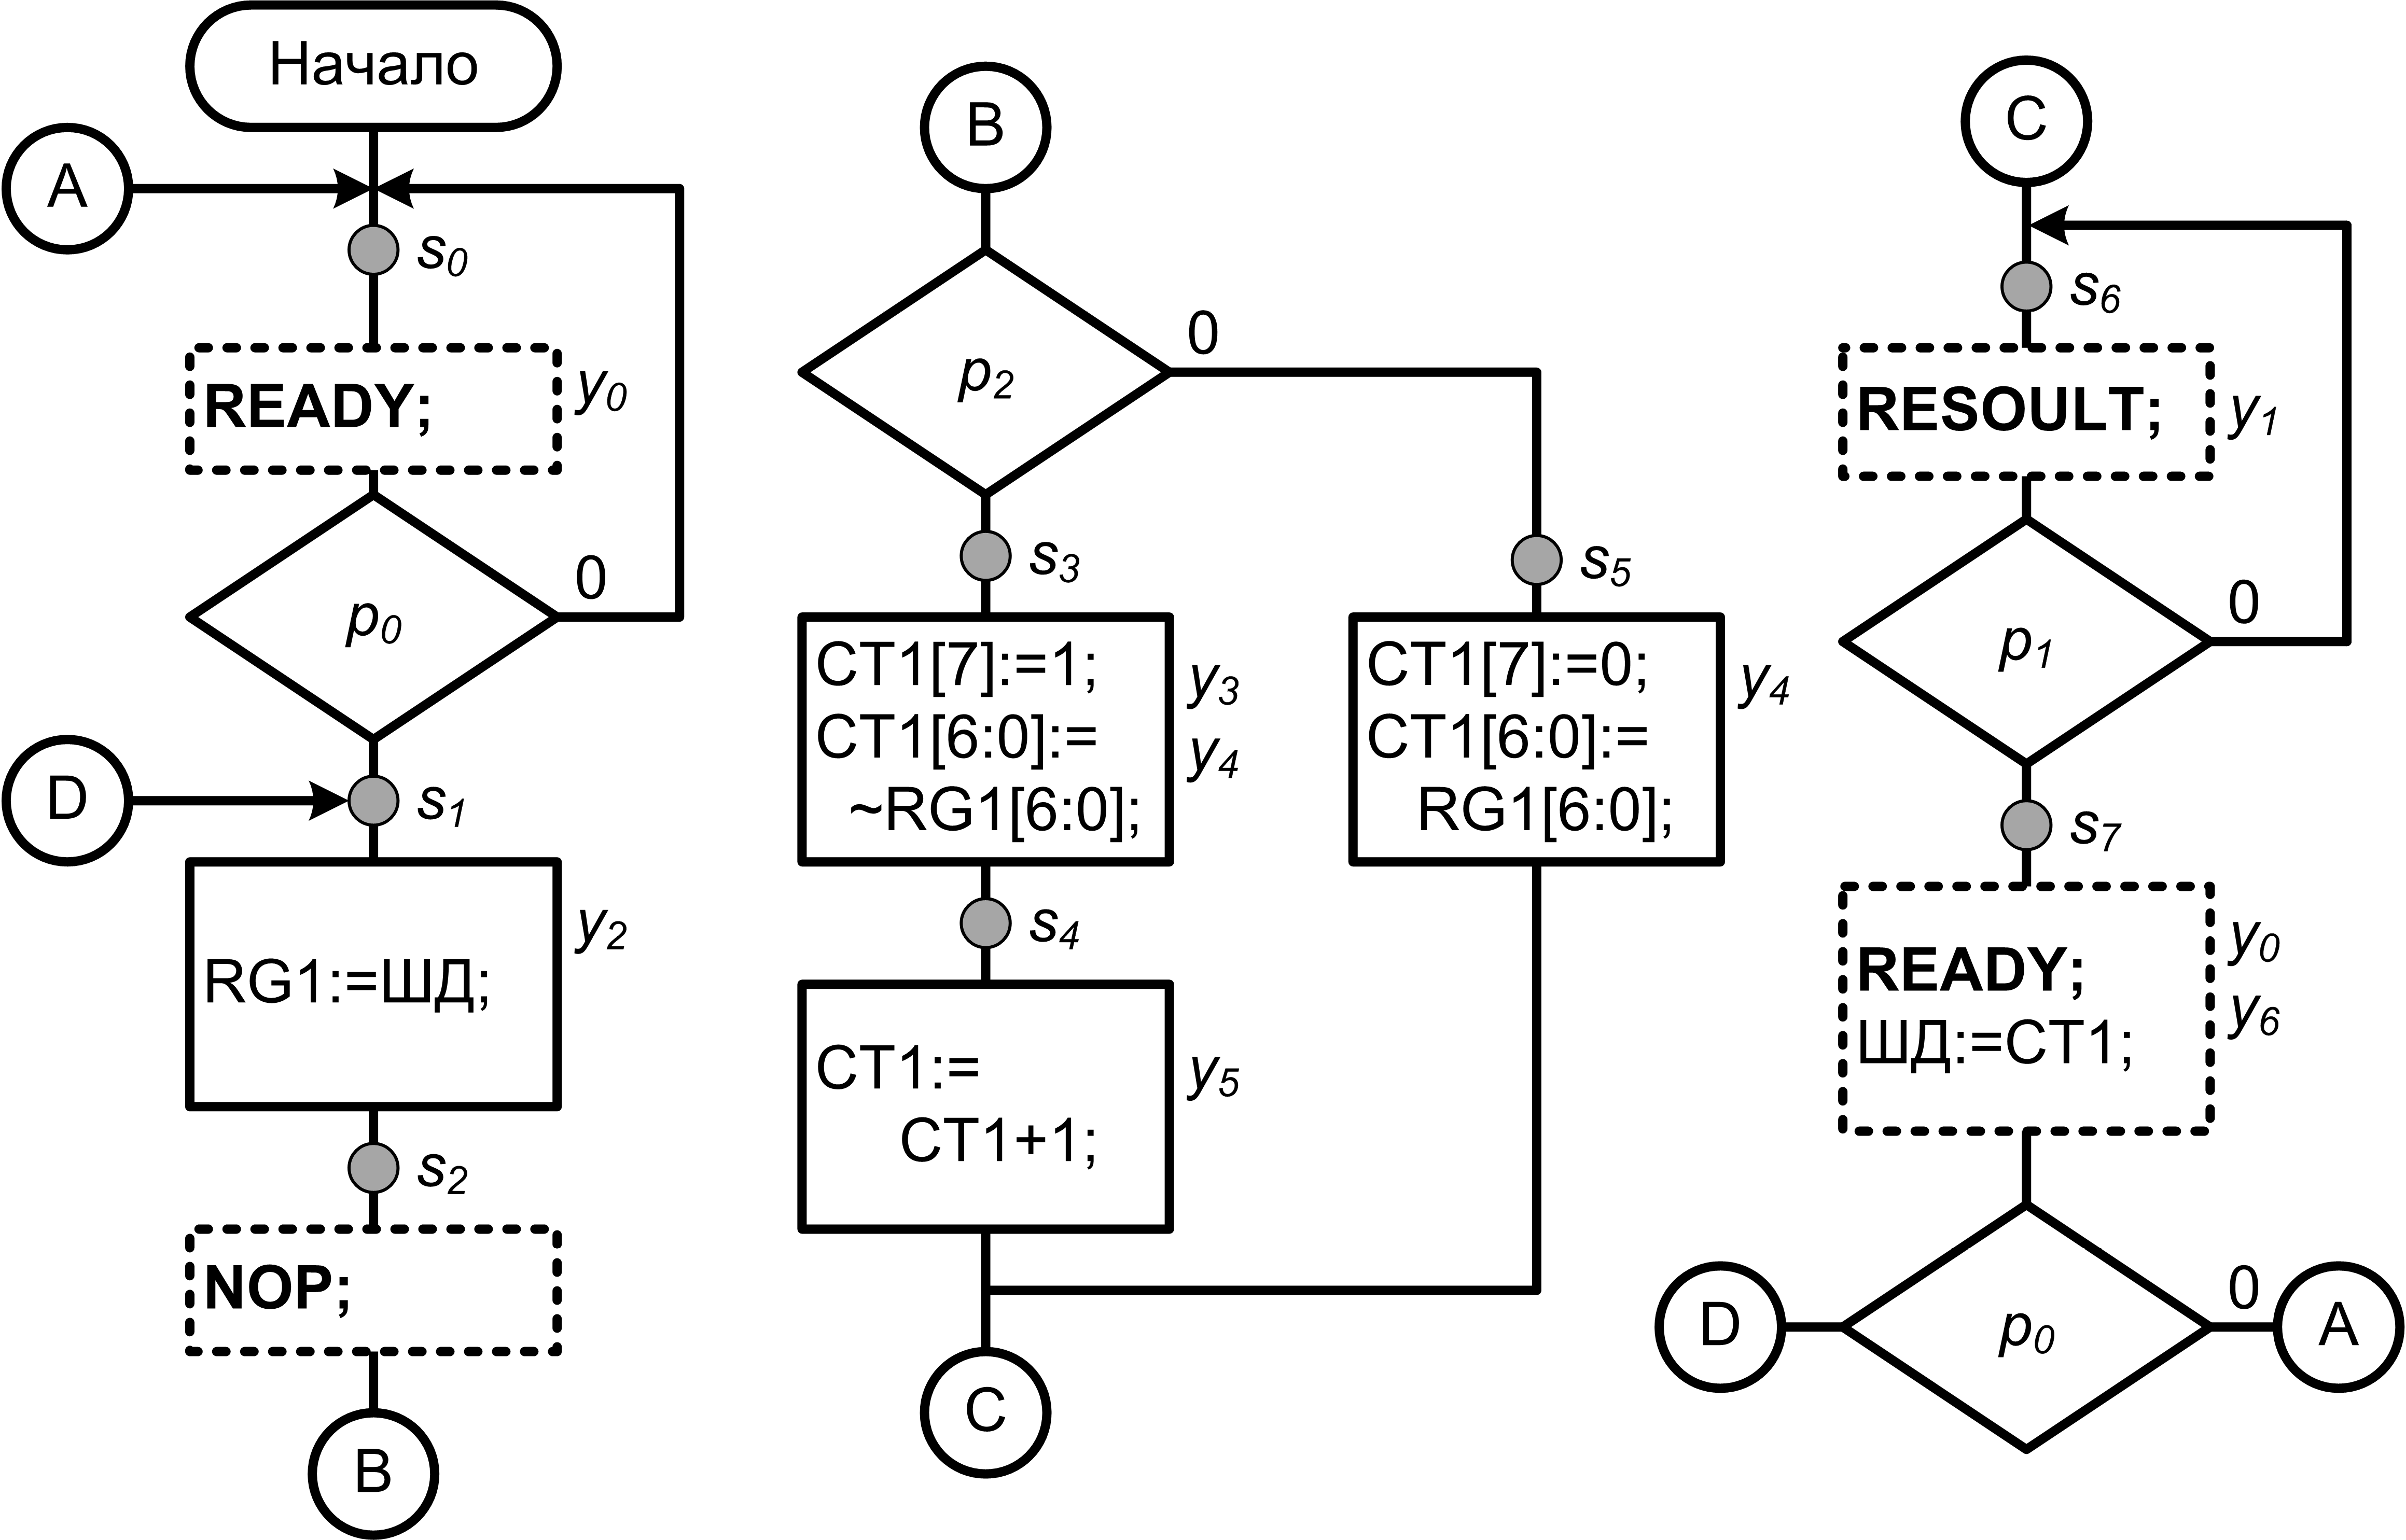 Начало
A
s0
READY;
y0
p0
0
D
s1
RG1:=ШД;
y2
s2
NOP;
B
B
p2
0
s3
CT1[7]:=1;
CT1[6:0]:=
~RG1[6:0];
y3
y4
s4
CT1:=
CT1+1;
y5
C
s5
CT1[7]:=0;
CT1[6:0]:=
RG1[6:0];
y4
C
s6
RESOULT;
y1
p1
0
s7
READY;
ШД:=CT1;
y0
y6
D
p0
0
A